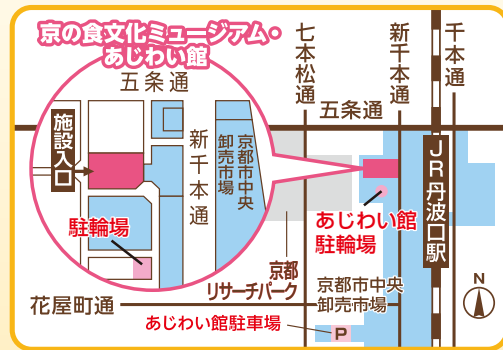 京の食文化ミュージアム・
あじわい館
五条通
施設入口
新千本通
京都市中央
卸売市場
駐輪場
七本松通
新千本通
千本通
五条通
JR丹波口駅
あじわい館
駐輪場
京都
リサーチパーク
京都市中央
卸売市場
花屋町通
あじわい館駐車場
P
N